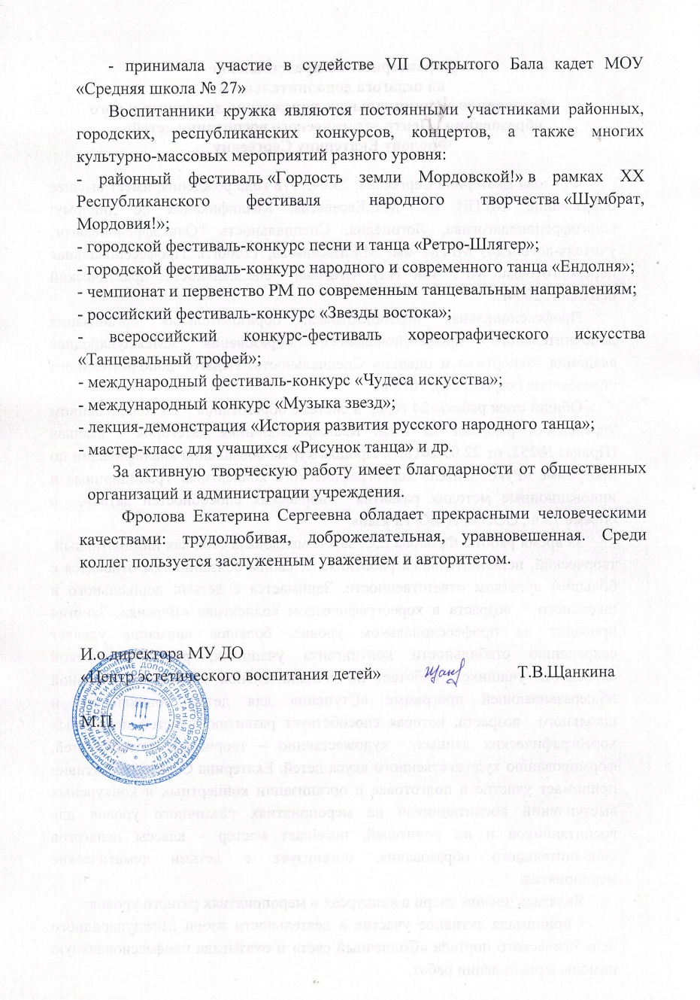 - принимала участие в судействе VII Открытого Бала кадет МОУ
«Средняя школа № 27»
Воспитанники кружка являются постоянными участниками районных,
городских, республиканских конкурсов, концертов, а также многих
культурно-массовых мероприятий разного уровня:
- районный фестиваль «Гордость земли Мордовской!» в рамках XX
Республиканского фестиваля народного творчества «Шумбрат,
Мордовия!»;
- городской фестиваль-конкурс песни и танца «Ретро-Шлягер»;
- городской фестиваль-конкурс народного и современного танца «Ендолня»;
- чемпионат и первенство РМ по современным танцевальным направлениям;
- российский фестиваль-конкурс «Звезды востока»;
- всероссийский конкурс-фестиваль хореографического искусства
«Танцевальный трофей»;
- международный фестиваль-конкурс «Чудеса искусства»;
- международный конкурс «Музыка звезд»;
- лекция-демонстрация «История развития русского народного танца»;
- мастер-класс для учащихся «Рисунок танца» и др.
За активную творческую работу имеет благодарности от общественных
организаций и администрации учреждения.
Фролова Екатерина Сергеевна обладает прекрасными человеческими
качествами: трудолюбивая, доброжелательная, уравновешенная. Среди
коллег пользуется заслуженным уважением и авторитетом.
И.о.директора МУ ДО
«Центр эстетического воспитания детей» Т.В.Щанкина
М.П.